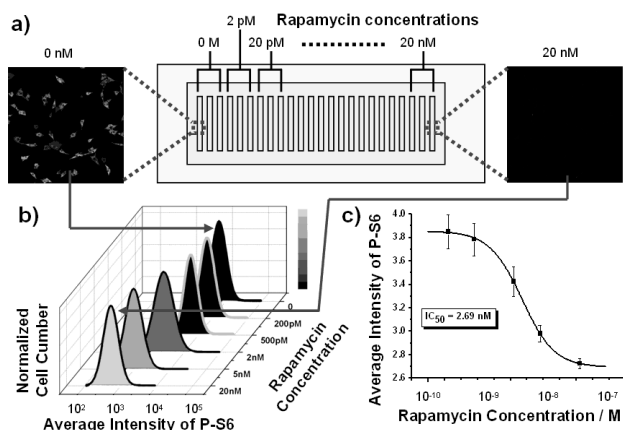 a)
Rapamycin concentrations
0 nM
0 M
2 pM
20 pM
20 nM
20 nM
b)
Normalized
Cell Cumber
10² 10³ 10⁴ 10⁵
Average Intensity of P-S6
0
200pM
500pM
2nM
5nM
20nM
Rapamycin
Concentration
c)
Average Intensity of P-S6
4.0
3.8
3.6
3.4
3.2
3.0
2.8
2.6
IC₅₀ = 2.69 nM
10⁻¹⁰ 10⁻⁹ 10⁻⁸ 10⁻⁷
Rapamycin Concentration / M